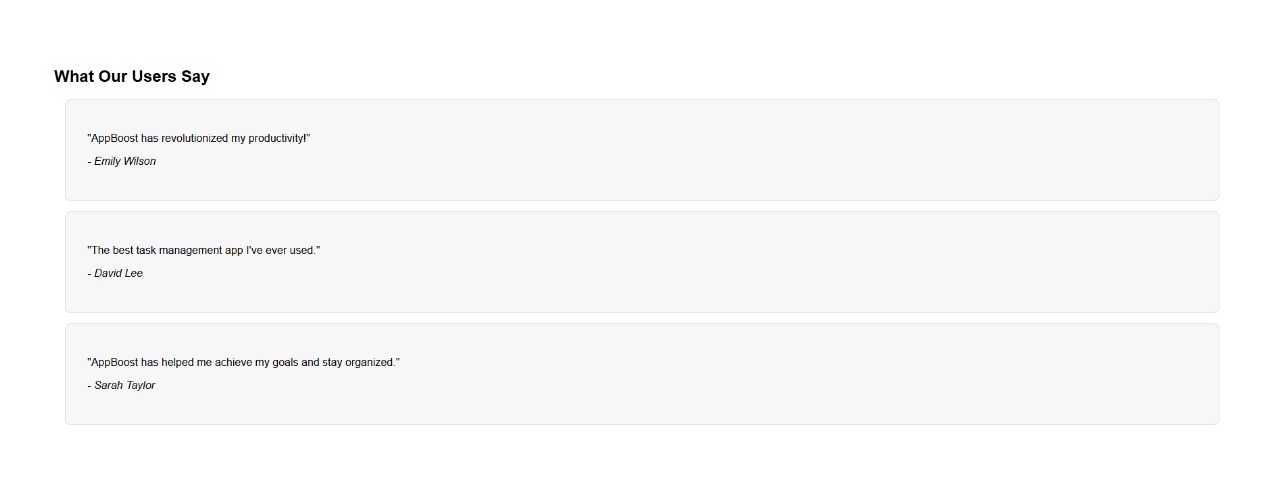 What Our Users Say
"AppBoost has revolutionized my productivity!"
- Emily Wilson
"The best task management app I've ever used."
- David Lee
"AppBoost has helped me achieve my goals and stay organized."
- Sarah Taylor